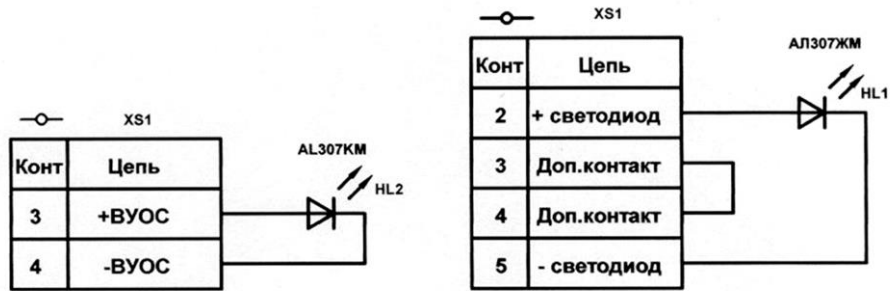 XS1
Конт Цепь
3 +ВУОС
4 -ВУОС
AL307KM
HL2
XS1
Конт Цепь
2 + светодиод
3 Доп.контакт
4 Доп.контакт
5 - светодиод
АЛ307ЖМ
HL1